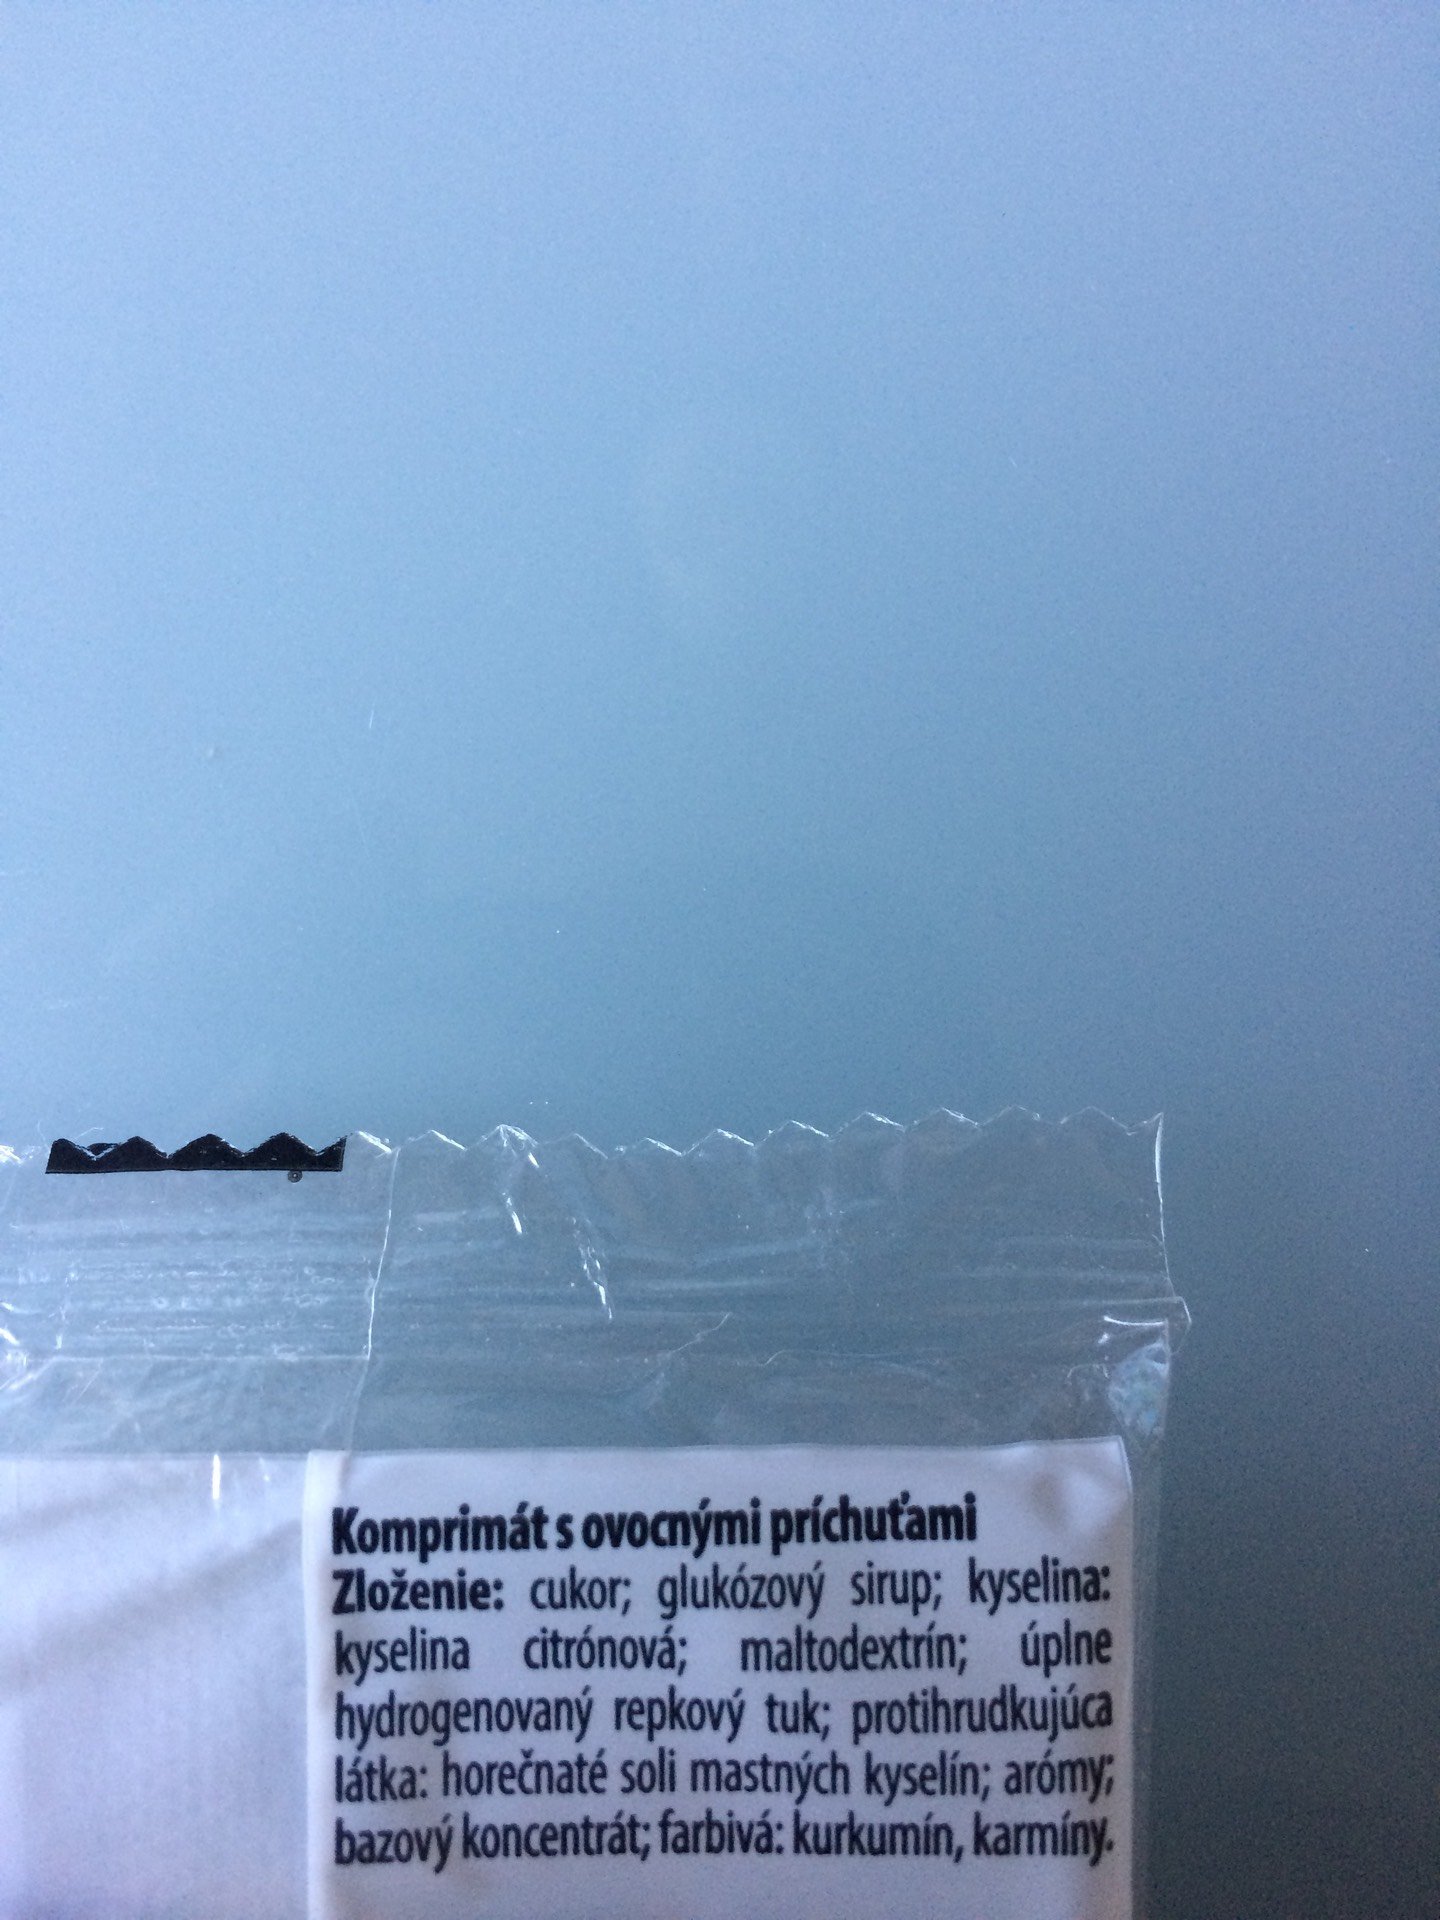 Komprimát s ovocnými príchuťami
Zloženie: cukor; glukózový sirup; kyselina:
kyselina citrónová; maltodextrín; úplne
hydrogenovaný repkový tuk; protihrudkujúca
látka: horečnaté soli mastných kyselín; arómy;
bazový koncentrát; farbivá: kurkumín, karmíny.